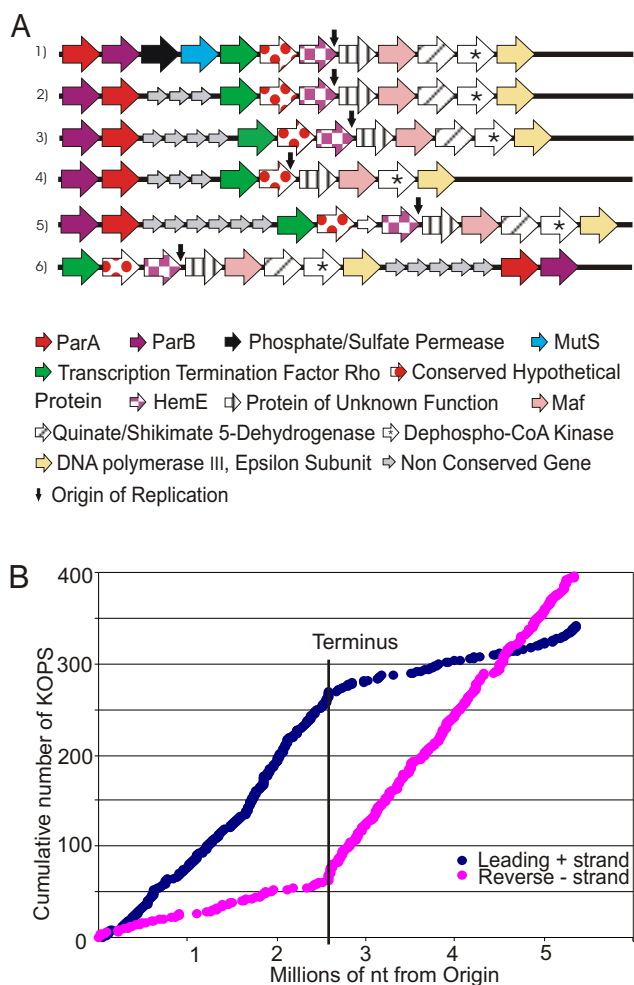 A
1)
2)
3)
4)
5)
6)
*
*
*
*
*
*
ParA ParB Phosphate/Sulfate Permease MutS
Transcription Termination Factor Rho Conserved Hypothetical
Protein HemE Protein of Unknown Function Maf
Quinate/Shikimate 5-Dehydrogenase Dephospho-CoA Kinase
DNA polymerase III, Epsilon Subunit Non Conserved Gene
Origin of Replication
B
400
300
200
100
0
Cumulative number of KOPS
Terminus
Leading + strand
Reverse - strand
1 2 3 4 5
Millions of nt from Origin